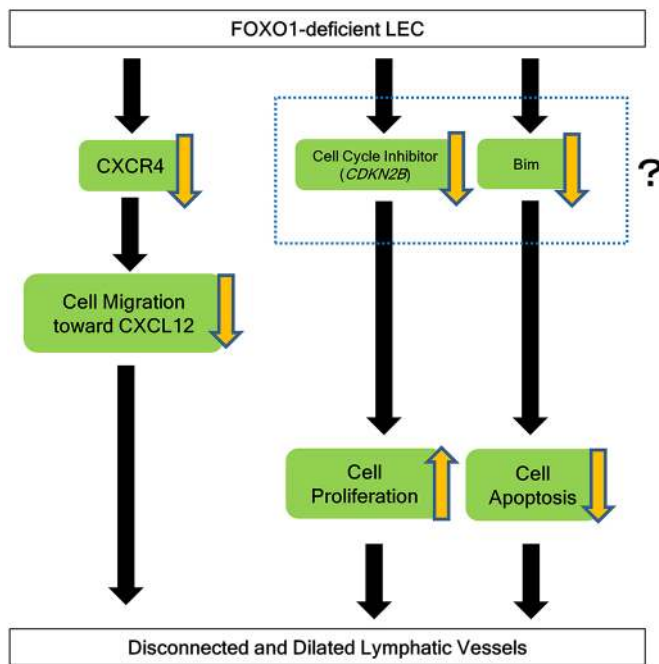 FOXO1-deficient LEC
CXCR4
Cell Cycle Inhibitor
(CDKN2B)
Bim
?
Cell Migration
toward CXCL12
Cell
Proliferation
Cell
Apoptosis
Disconnected and Dilated Lymphatic Vessels